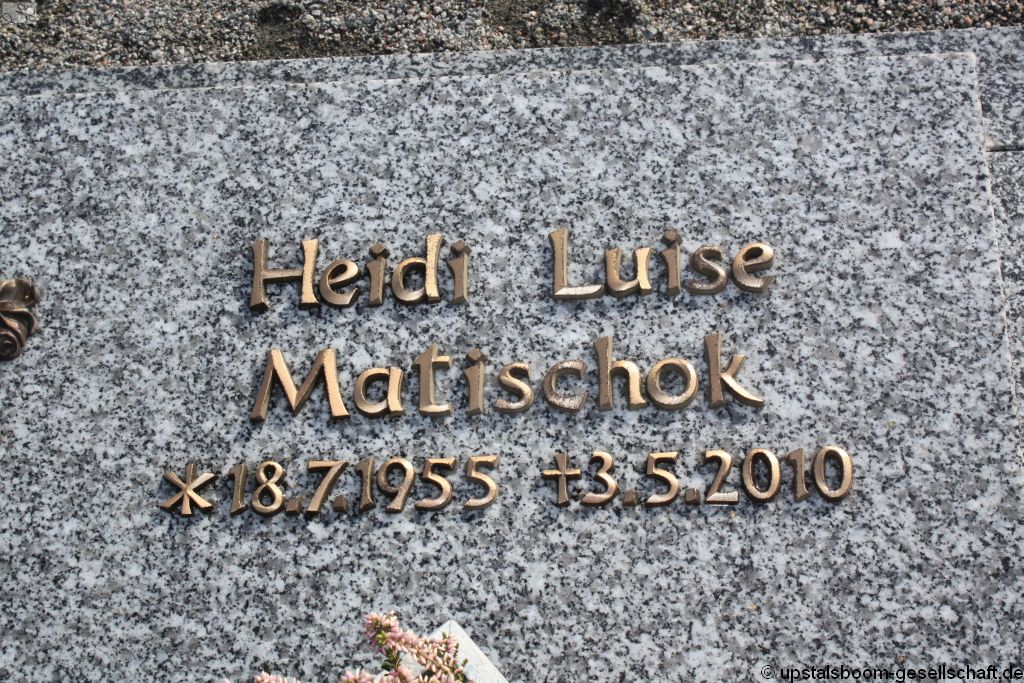 Heidi Luise
Matischok
* 18.7.1955 † 3.5.2010
© upstalsboom-gesellschaft.de